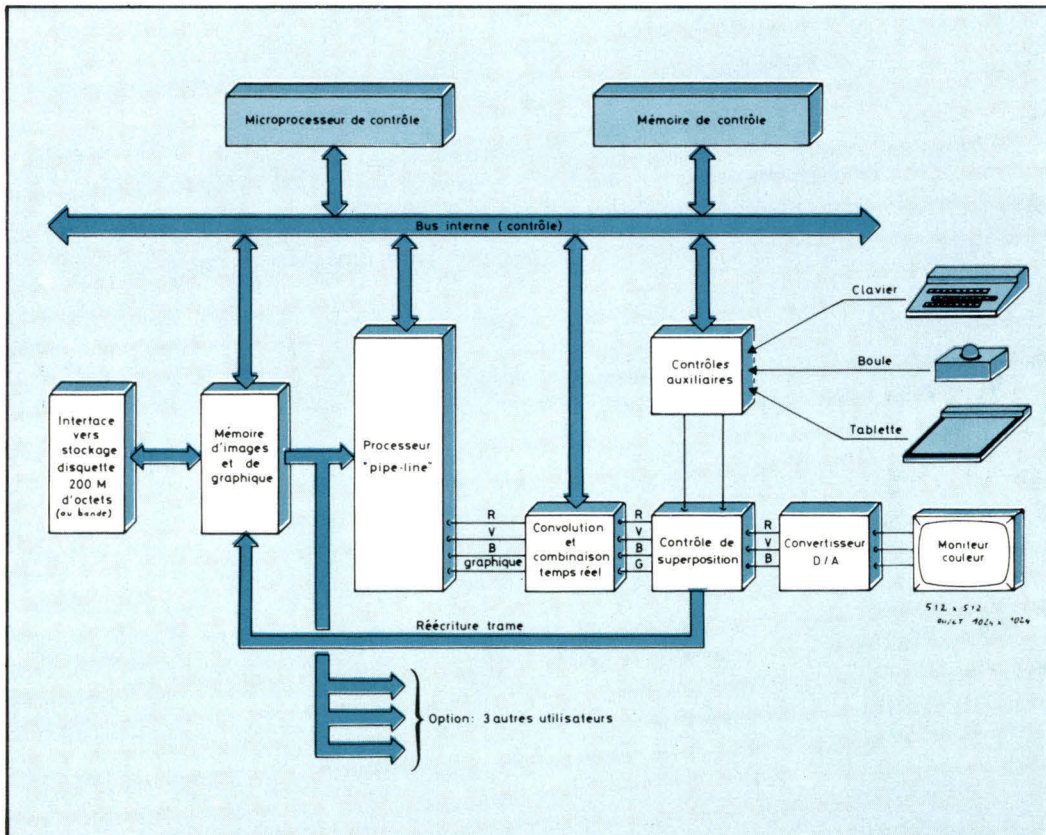 Microprocesseur de contrôle
Mémoire de contrôle
Bus interne (contrôle)
Clavier
Boule
Tablette
Contrôles
auxiliaires
Interface
vers
stockage
disquette
200 M
d'octets
(ou bande)
Mémoire
d'images
et de
graphique
Processeur
"pipe-line"
R
V
B
graphique
Convolution
et
combinaison
temps réel
R
V
B
G
Contrôle de
superposition
R
V
B
Convertisseur
D/A
Moniteur
couleur
512 x 512
ou/et 1024 x 1024
Réécriture trame
Option: 3 autres utilisateurs